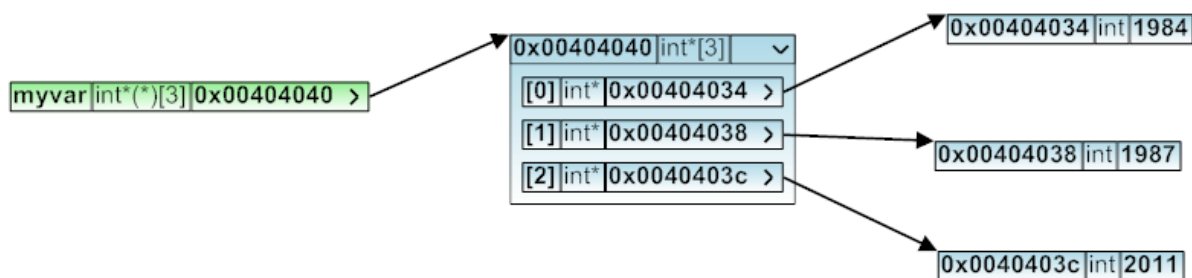 0x00404034 int 1984
0x00404040 int*[3]
myvar int*(*)[3] 0x00404040
[0] int* 0x00404034
[1] int* 0x00404038
0x00404038 int 1987
[2] int* 0x0040403c
0x0040403c int 2011